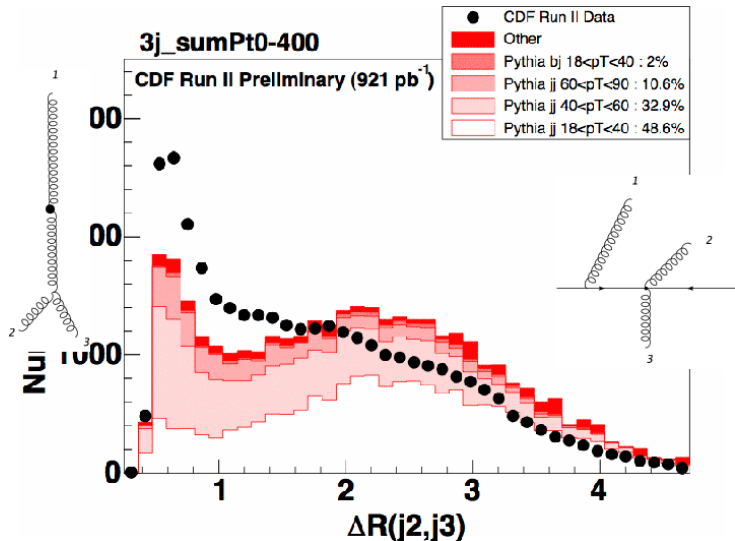 3j_sumPt0-400
CDF Run II Preliminary (921 pb-1)
CDF Run II Data
Other
Pythia bj 18<pT<40 : 2%
Pythia jj 60<pT<90 : 10.6%
Pythia jj 40<pT<60 : 32.9%
Pythia jj 18<pT<40 : 48.6%
1
2
3
1
2
3
00
00
000
0
1 2 3 4
ΔR(j2,j3)